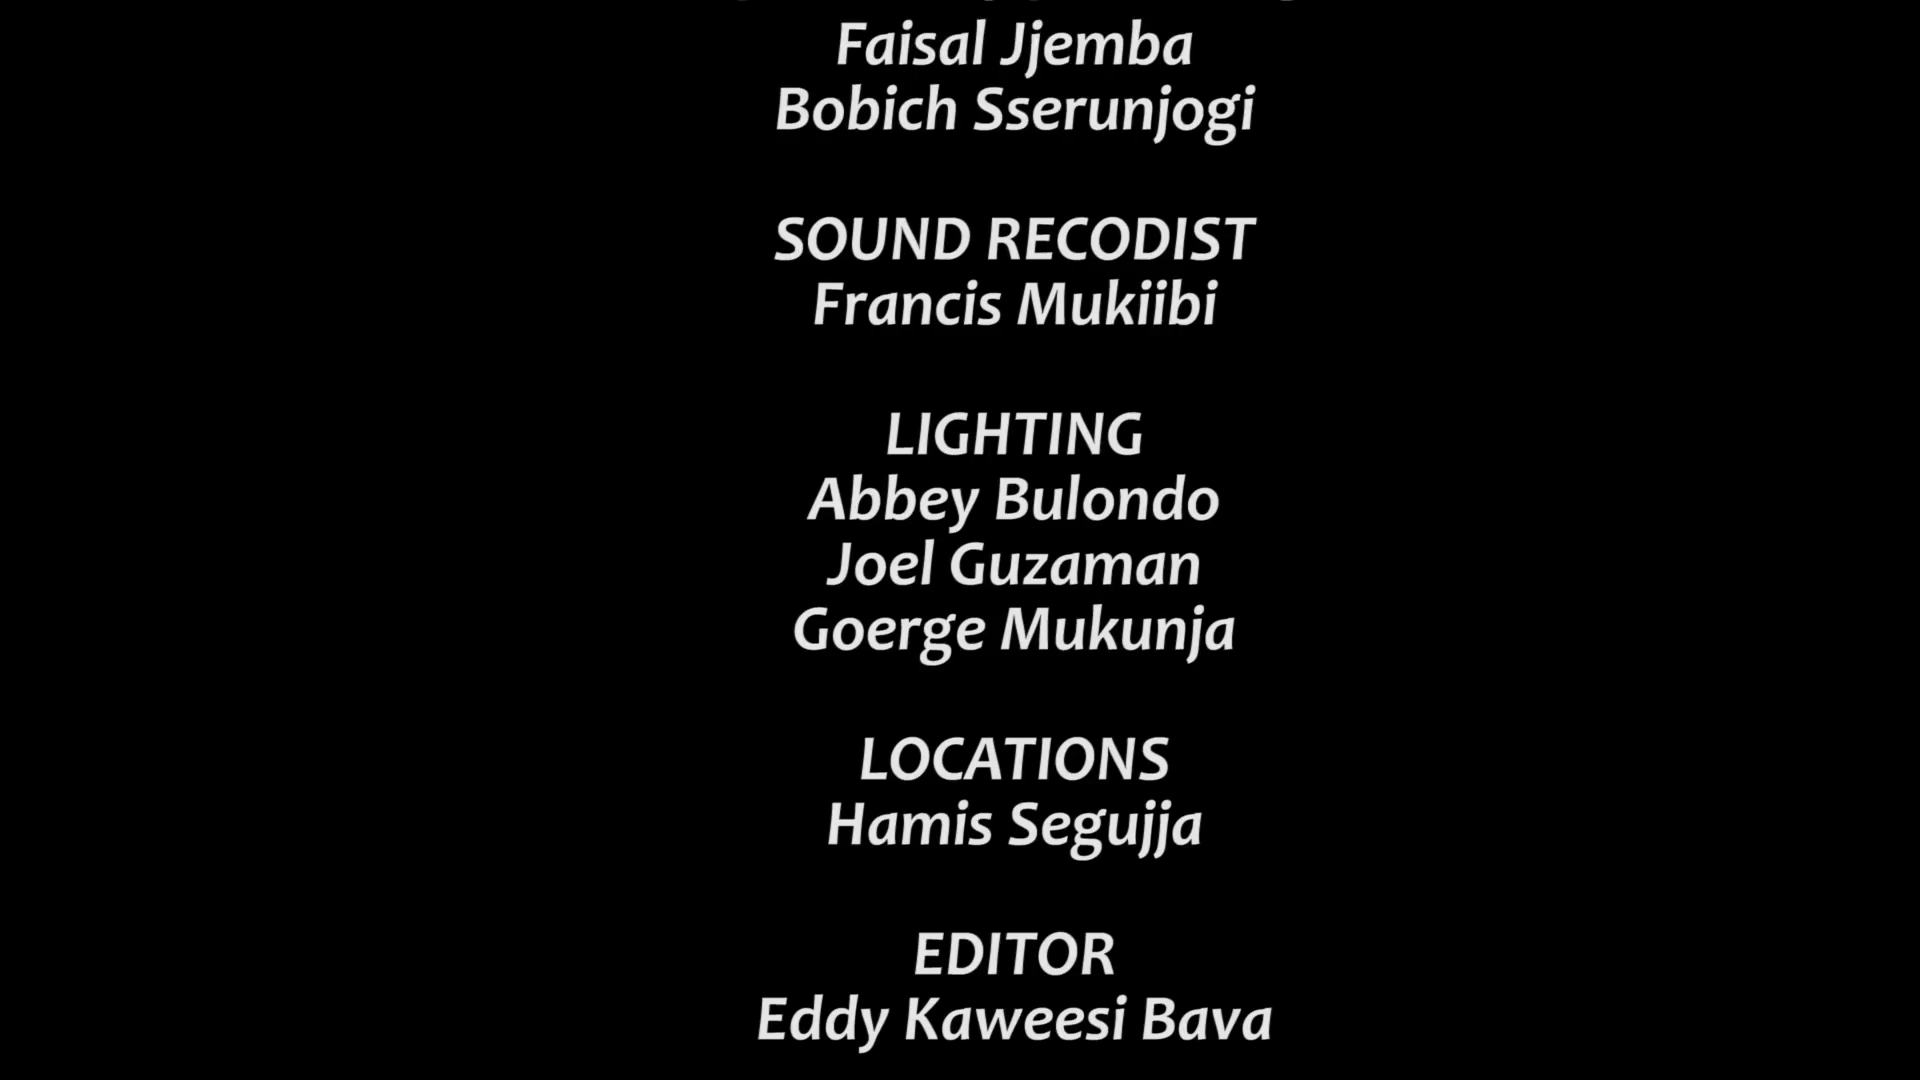 Faisal Jjemba
Bobich Sserunjogi
SOUND RECODIST
Francis Mukiibi
LIGHTING
Abbey Bulondo
Joel Guzaman
Goerge Mukunja
LOCATIONS
Hamis Segujja
EDITOR
Eddy Kaweesi Bava